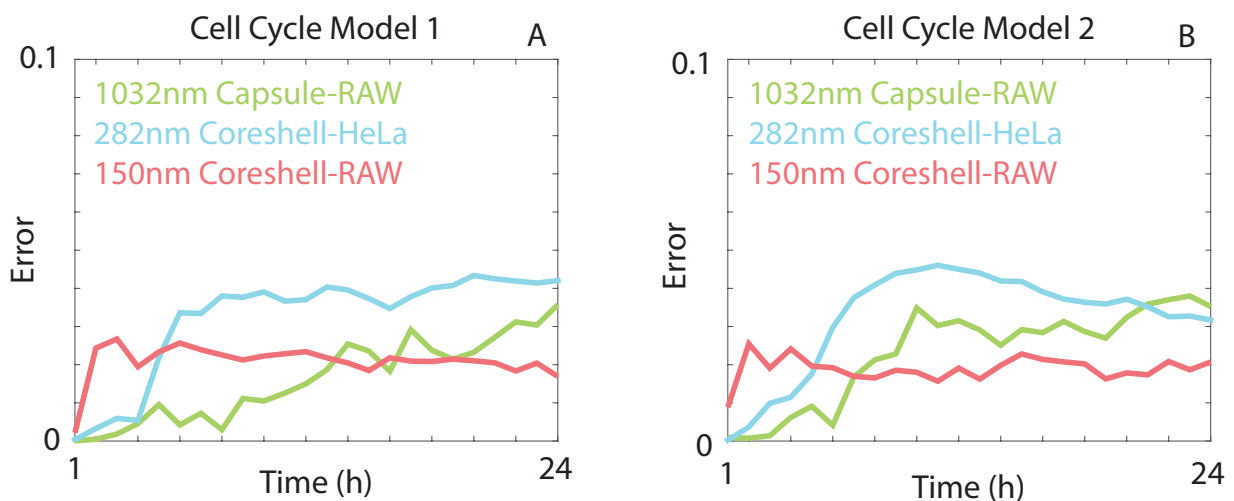 Cell Cycle Model 1
A
0.1
1032nm Capsule-RAW
282nm Coreshell-HeLa
150nm Coreshell-RAW
Error
0
1
Time (h)
24
Cell Cycle Model 2
B
0.1
1032nm Capsule-RAW
282nm Coreshell-HeLa
150nm Coreshell-RAW
Error
0
1
Time (h)
24